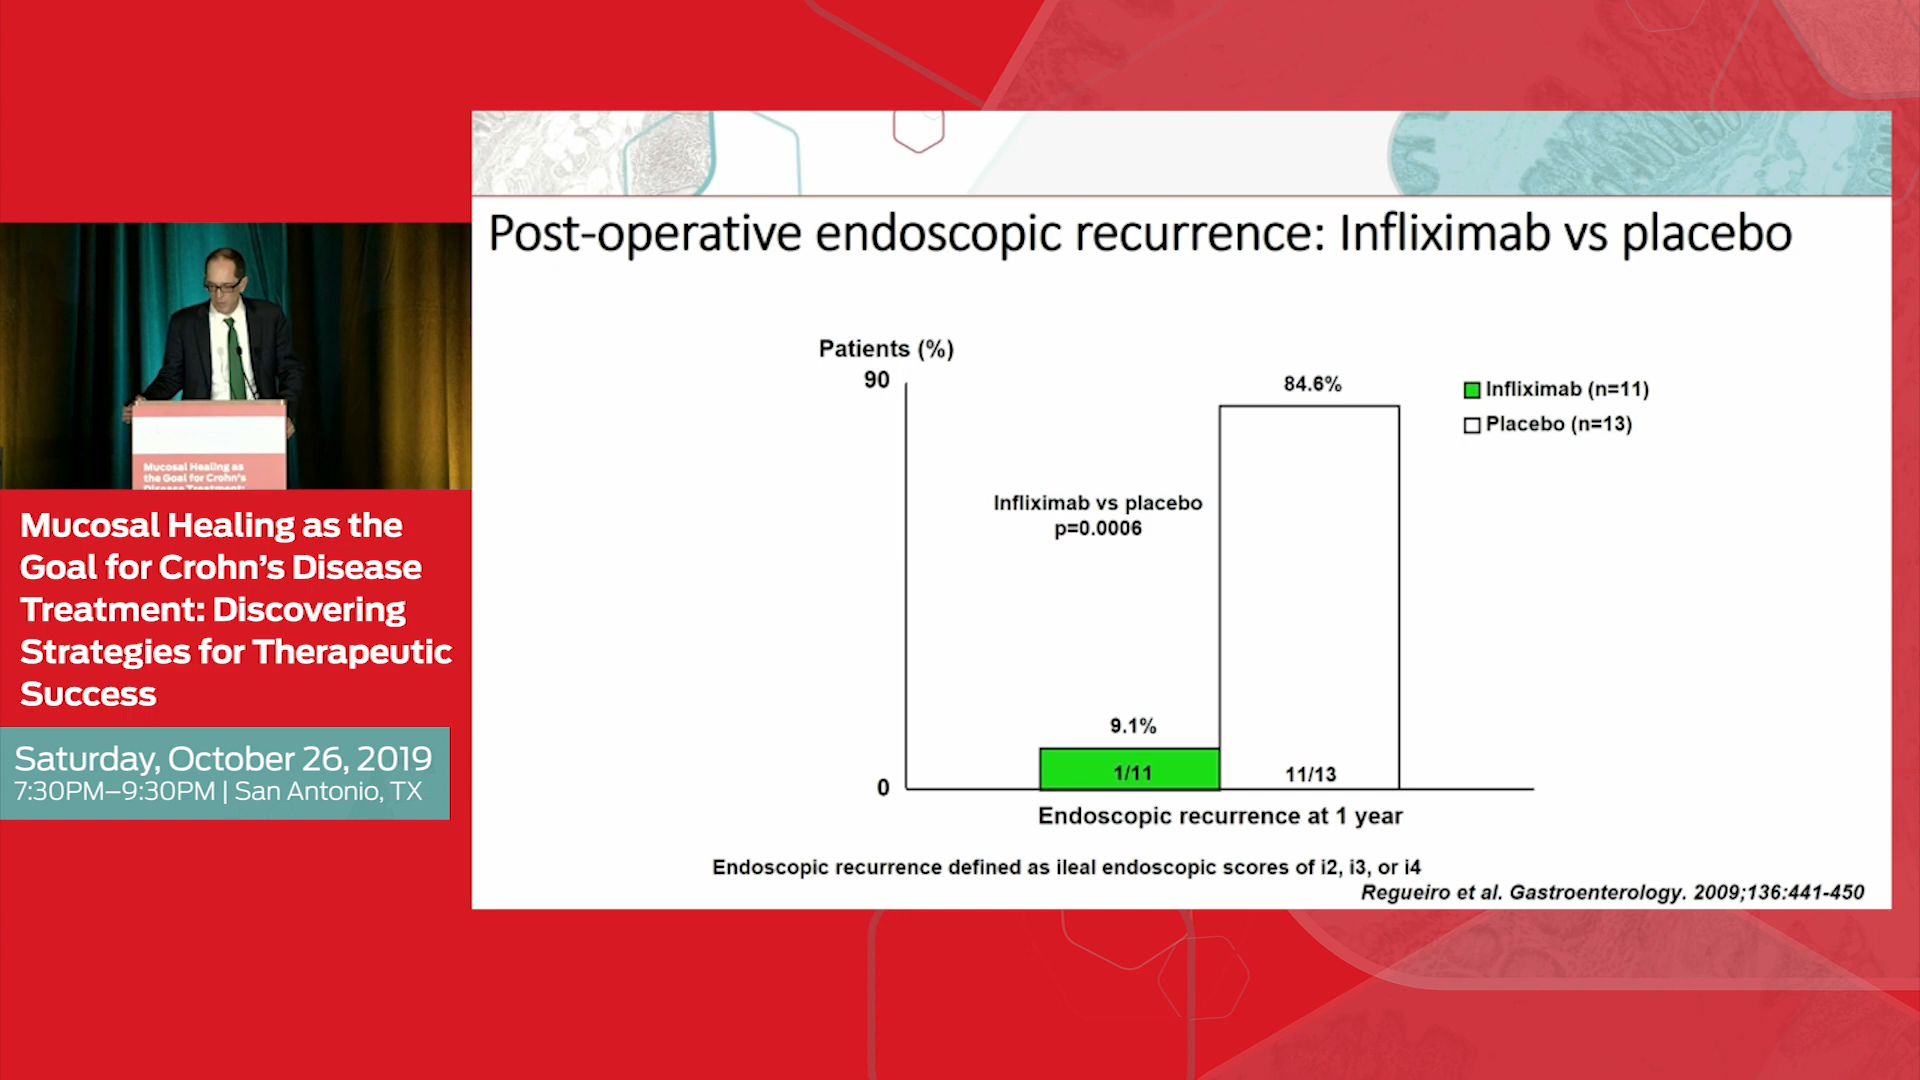 Post-operative endoscopic recurrence: Infliximab vs placebo
Patients (%)
90
84.6%
Infliximab (n=11)
Placebo (n=13)
Infliximab vs placebo
p=0.0006
9.1%
1/11
11/13
0
Endoscopic recurrence at 1 year
Endoscopic recurrence defined as ileal endoscopic scores of i2, i3, or i4
Regueiro et al. Gastroenterology. 2009;136:441-450
Mucosal Healing as
the Goal for Crohn's
Disease Treatment:
Mucosal Healing as the
Goal for Crohn’s Disease
Treatment: Discovering
Strategies for Therapeutic
Success
Saturday, October 26, 2019
7:30PM–9:30PM | San Antonio, TX